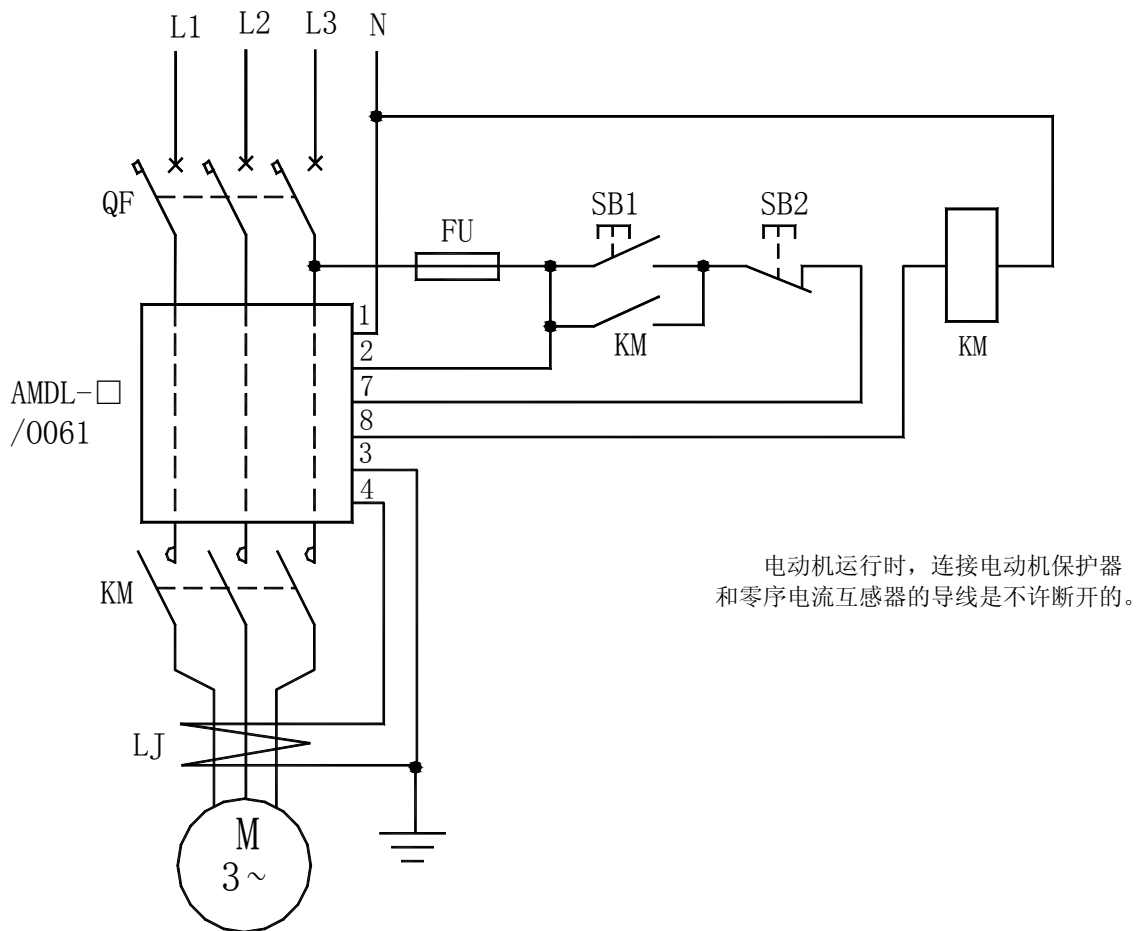 L1 L2 L3 N
QF
FU
SB1
SB2
KM
KM
1
2
7
8
3
4
AMDL-□
/0061
KM
电动机运行时，连接电动机保护器
和零序电流互感器的导线是不许断开的。
LJ
M
3~